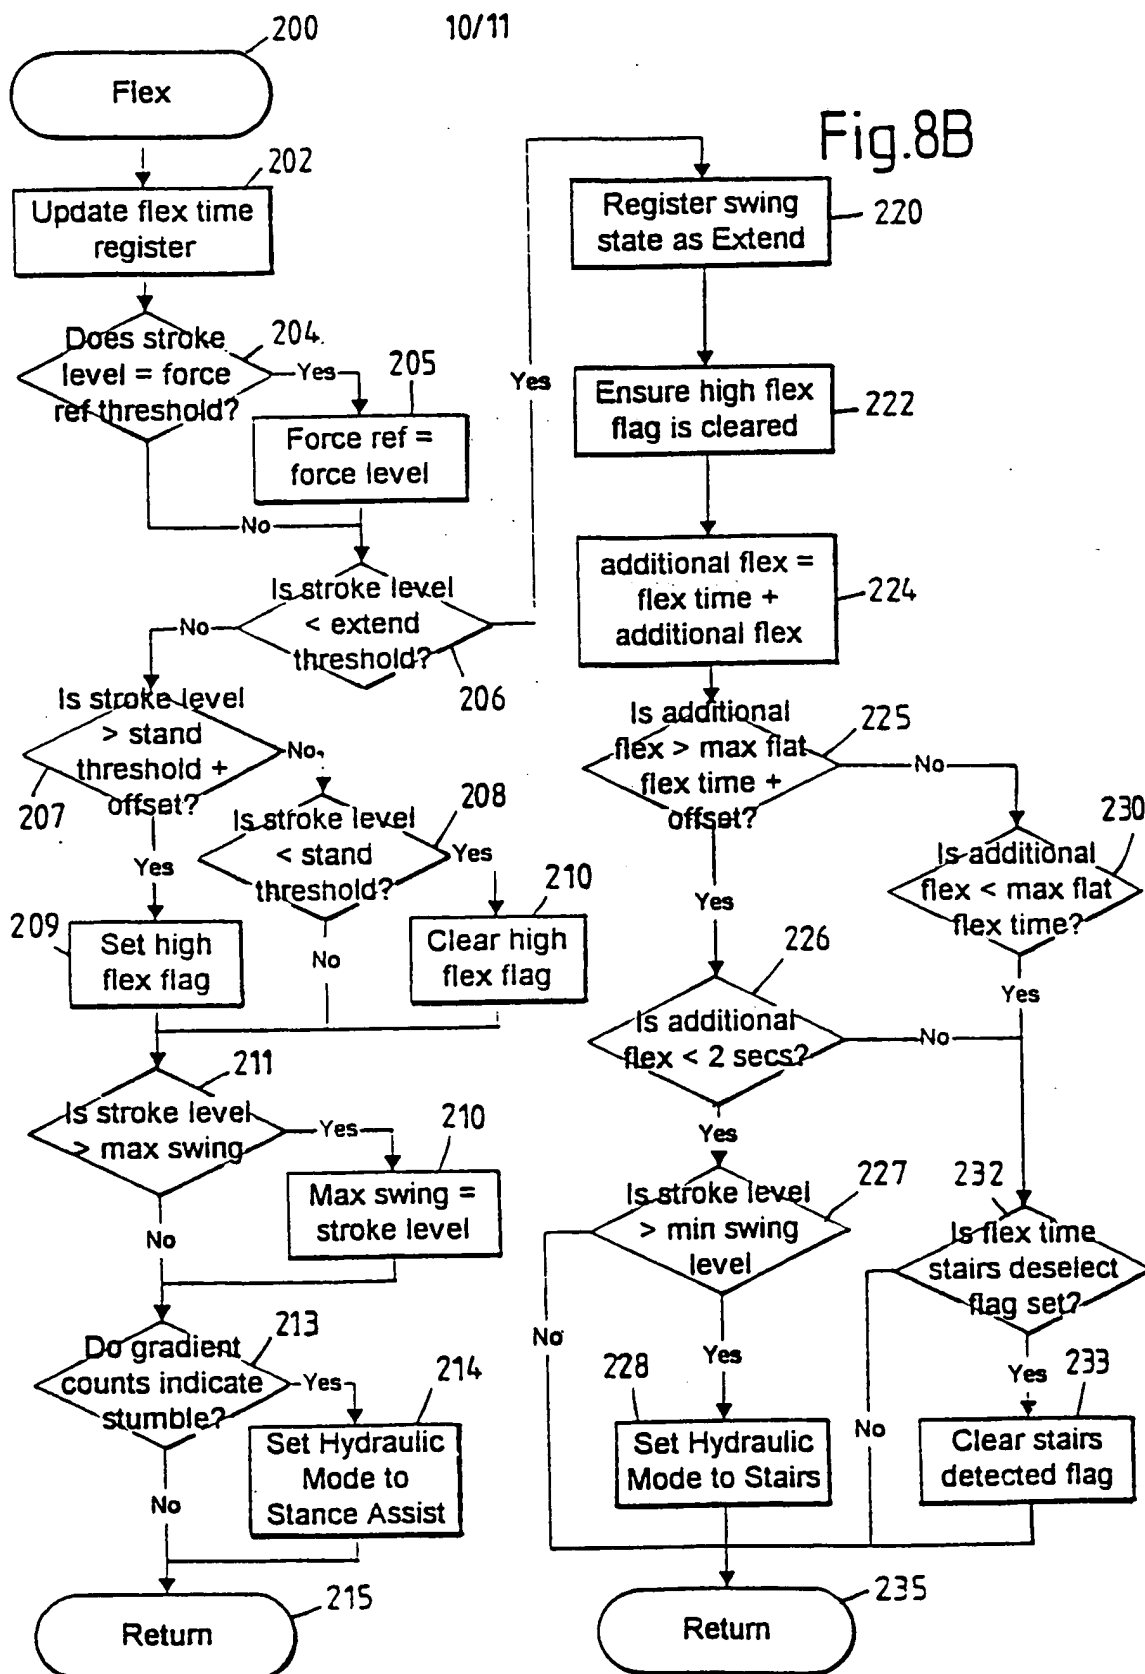 200
10/11
Flex
Fig.8B
202
Update flex time
register
Does stroke
level = force
ref threshold?
204
Yes
205
Force ref =
force level
No
Is stroke level
< extend
threshold?
206
Yes
No
Is stroke level
> stand
threshold +
offset?
207
No
Is stroke level
< stand
threshold?
208
Yes
Yes
209
Set high
flex flag
No
210
Clear high
flex flag
211
Is stroke level
> max swing
Yes
210
Max swing =
stroke level
No
213
Do gradient
counts indicate
stumble?
Yes
214
Set Hydraulic
Mode to
Stance Assist
No
215
Return
Register swing
state as Extend
220
Ensure high flex
flag is cleared
222
additional flex =
flex time +
additional flex
224
Is additional
flex > max flat
flex time +
offset?
225
No
230
Is additional
flex < max flat
flex time?
Yes
Yes
226
Is additional
flex < 2 secs?
No
Yes
Is stroke level
> min swing
level
227
232
Is flex time
stairs deselect
flag set?
No
Yes
228
Set Hydraulic
Mode to Stairs
No
Yes
233
Clear stairs
detected flag
235
Return